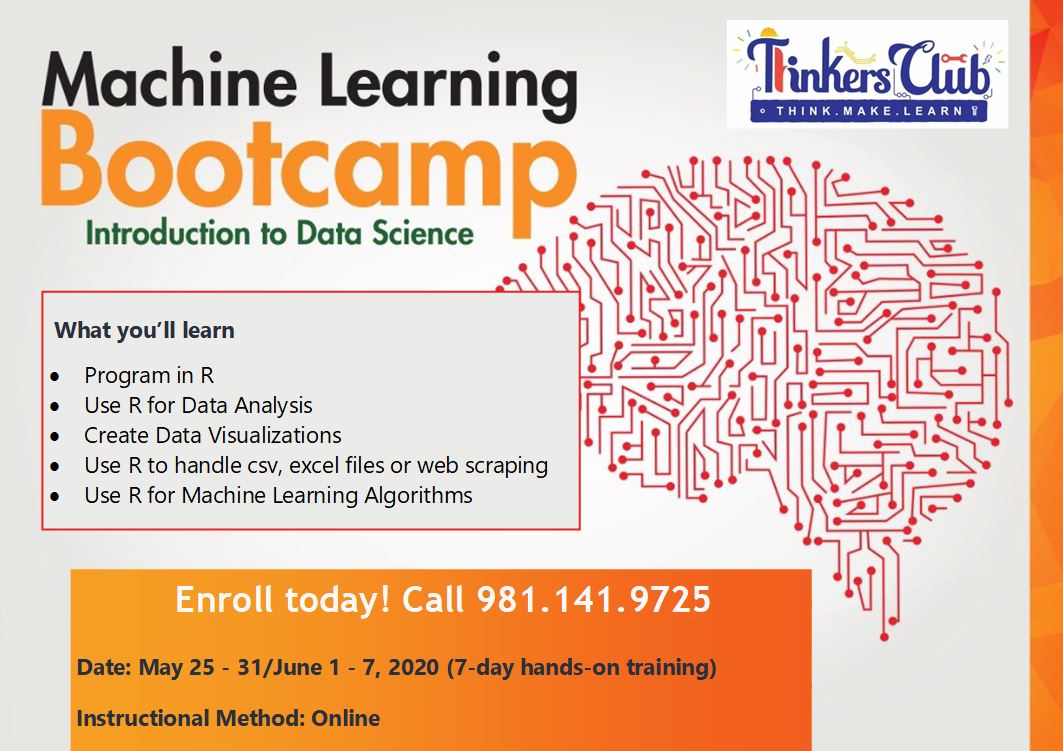 Machine Learning
Bootcamp
Introduction to Data Science
Thinkers Club
THINK.MAKE.LEARN
What you’ll learn
• Program in R
• Use R for Data Analysis
• Create Data Visualizations
• Use R to handle csv, excel files or web scraping
• Use R for Machine Learning Algorithms
Enroll today! Call 981.141.9725
Date: May 25 - 31/June 1 - 7, 2020 (7-day hands-on training)
Instructional Method: Online